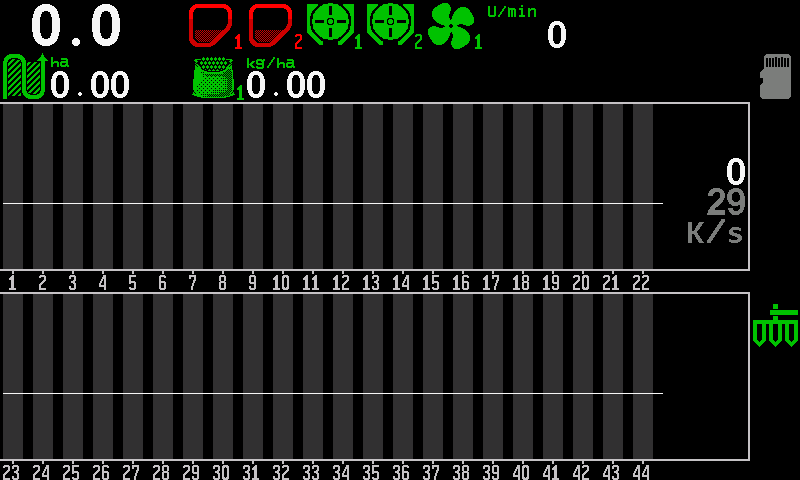 0.0 1 2 1 2 1 U/min 0
ha 0.00 1 kg/ha 0.00
0
29
K/s
1 2 3 4 5 6 7 8 9 10 11 12 13 14 15 16 17 18 19 20 21 22
23 24 25 26 27 28 29 30 31 32 33 34 35 36 37 38 39 40 41 42 43 44